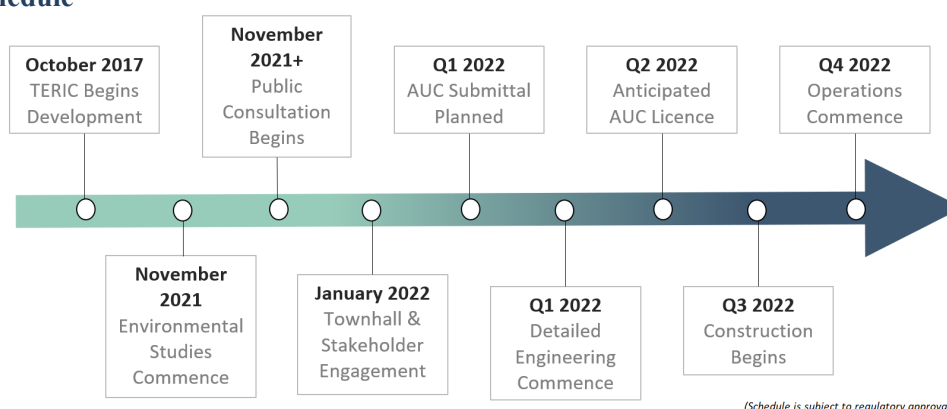 October 2017
TERIC Begins
Development
November
2021
Environmental
Studies
Commence
November
2021+
Public
Consultation
Begins
January 2022
Townhall &
Stakeholder
Engagement
Q1 2022
AUC Submittal
Planned
Q1 2022
Detailed
Engineering
Commence
Q2 2022
Anticipated
AUC Licence
Q3 2022
Construction
Begins
Q4 2022
Operations
Commence
(Schedule is subject to regulatory